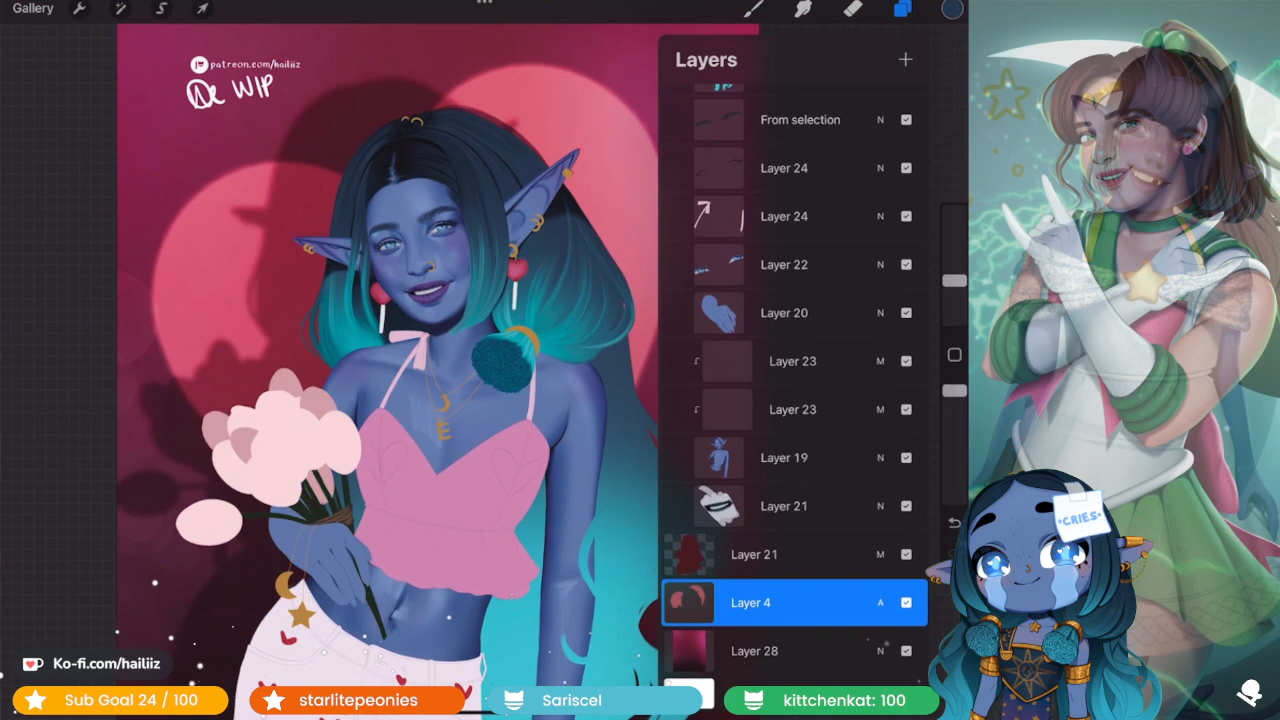 Gallery
patreon.com/hailiiz
WIP
E
Layers
From selection N
Layer 24 N
Layer 24 N
Layer 22 N
Layer 20 N
Layer 23 M
Layer 23 M
Layer 19 N
Layer 21 N
Layer 21 M
Layer 4 A
Layer 28 N
•CRIES•
Ko-fi.com/hailiiz
Sub Goal 24 / 100
starlitepeonies
Sariscel
kittchenkat: 100